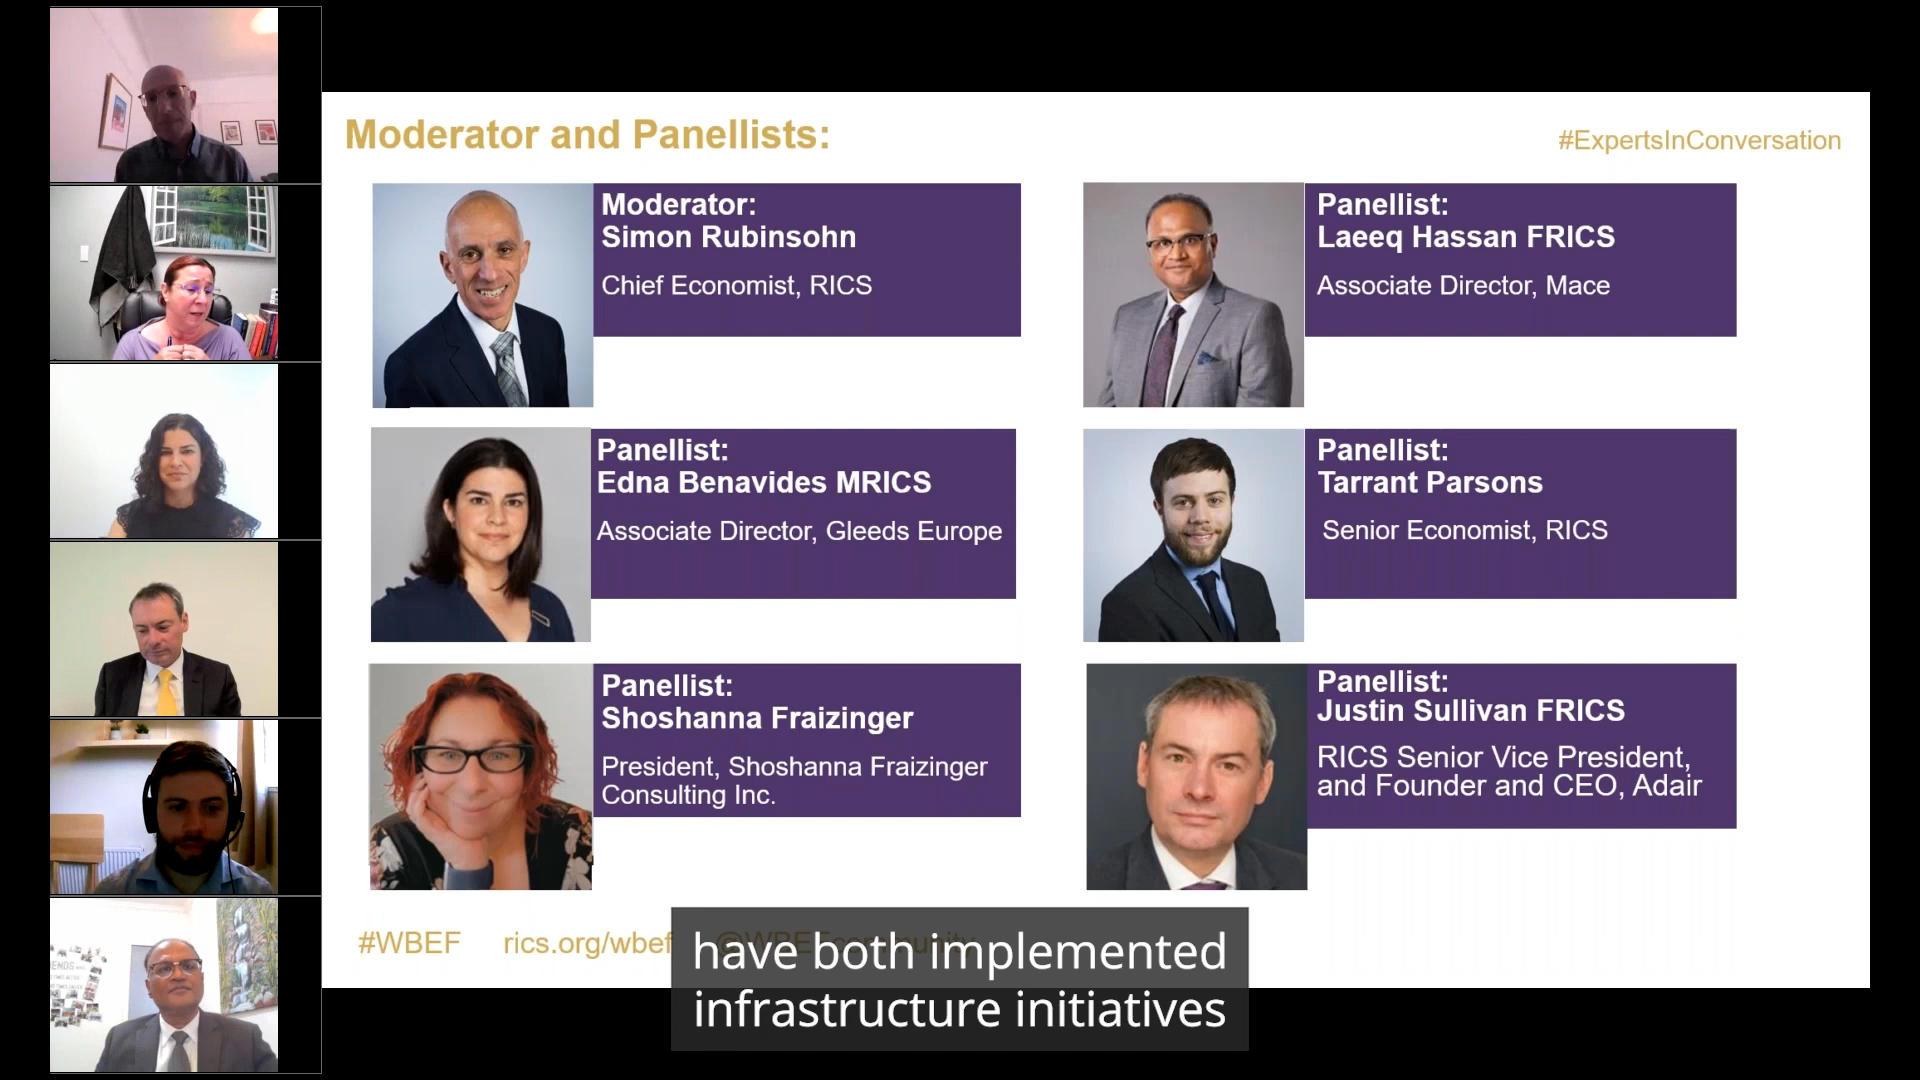 Moderator and Panellists:
#ExpertsInConversation
Moderator:
Simon Rubinsohn
Chief Economist, RICS
Panellist:
Laeeq Hassan FRICS
Associate Director, Mace
Panellist:
Edna Benavides MRICS
Associate Director, Gleeds Europe
Panellist:
Tarrant Parsons
Senior Economist, RICS
Panellist:
Shoshanna Fraizinger
President, Shoshanna Fraizinger
Consulting Inc.
Panellist:
Justin Sullivan FRICS
RICS Senior Vice President,
and Founder and CEO, Adair
#WBEF rics.org/wbef
have both implemented
infrastructure initiatives